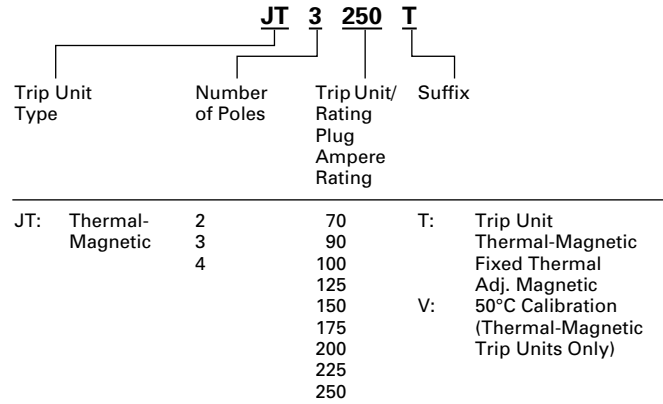 JT 3 250 T
Trip Unit Type
Number of Poles
Trip Unit/ Rating Plug Ampere Rating
Suffix
JT: Thermal-Magnetic
2
3
4
70
90
100
125
150
175
200
225
250
T: Trip Unit Thermal-Magnetic Fixed Thermal Adj. Magnetic
V: 50°C Calibration (Thermal-Magnetic Trip Units Only)